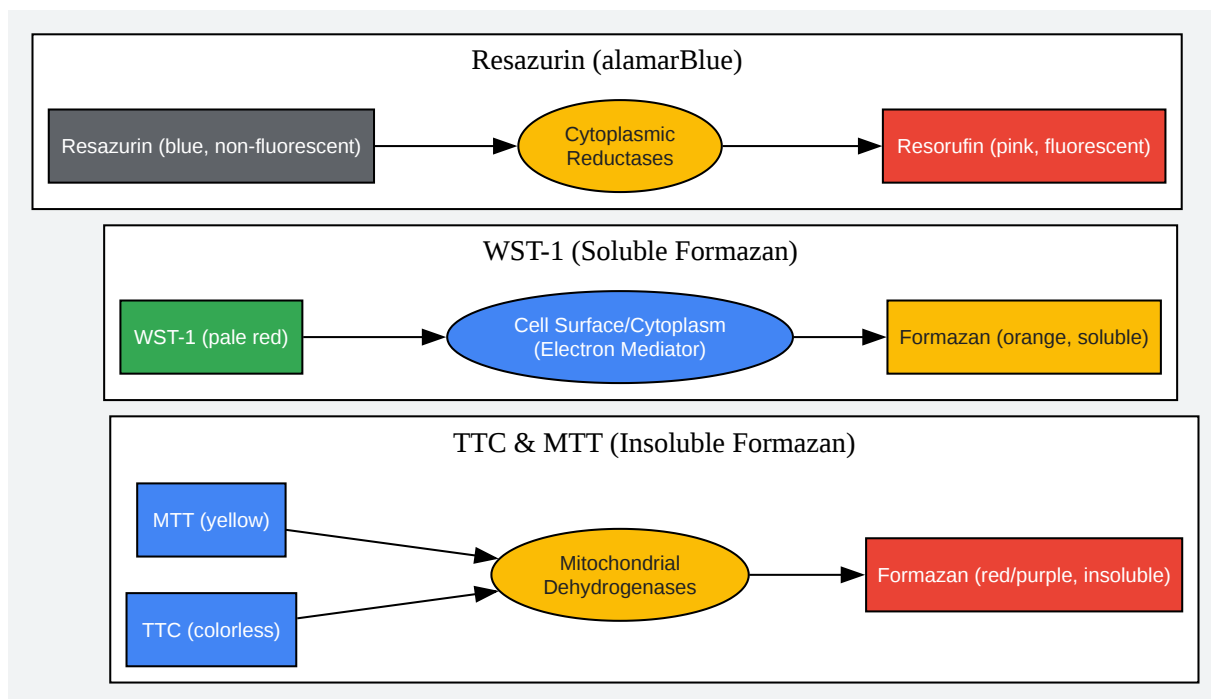 Resazurin (alamarBlue)
Resazurin (blue, non-fluorescent)
Cytoplasmic
Reductases
Resorufin (pink, fluorescent)
WST-1 (Soluble Formazan)
WST-1 (pale red)
Cell Surface/Cytoplasm
(Electron Mediator)
Formazan (orange, soluble)
TTC & MTT (Insoluble Formazan)
MTT (yellow)
TTC (colorless)
Mitochondrial
Dehydrogenases
Formazan (red/purple, insoluble)